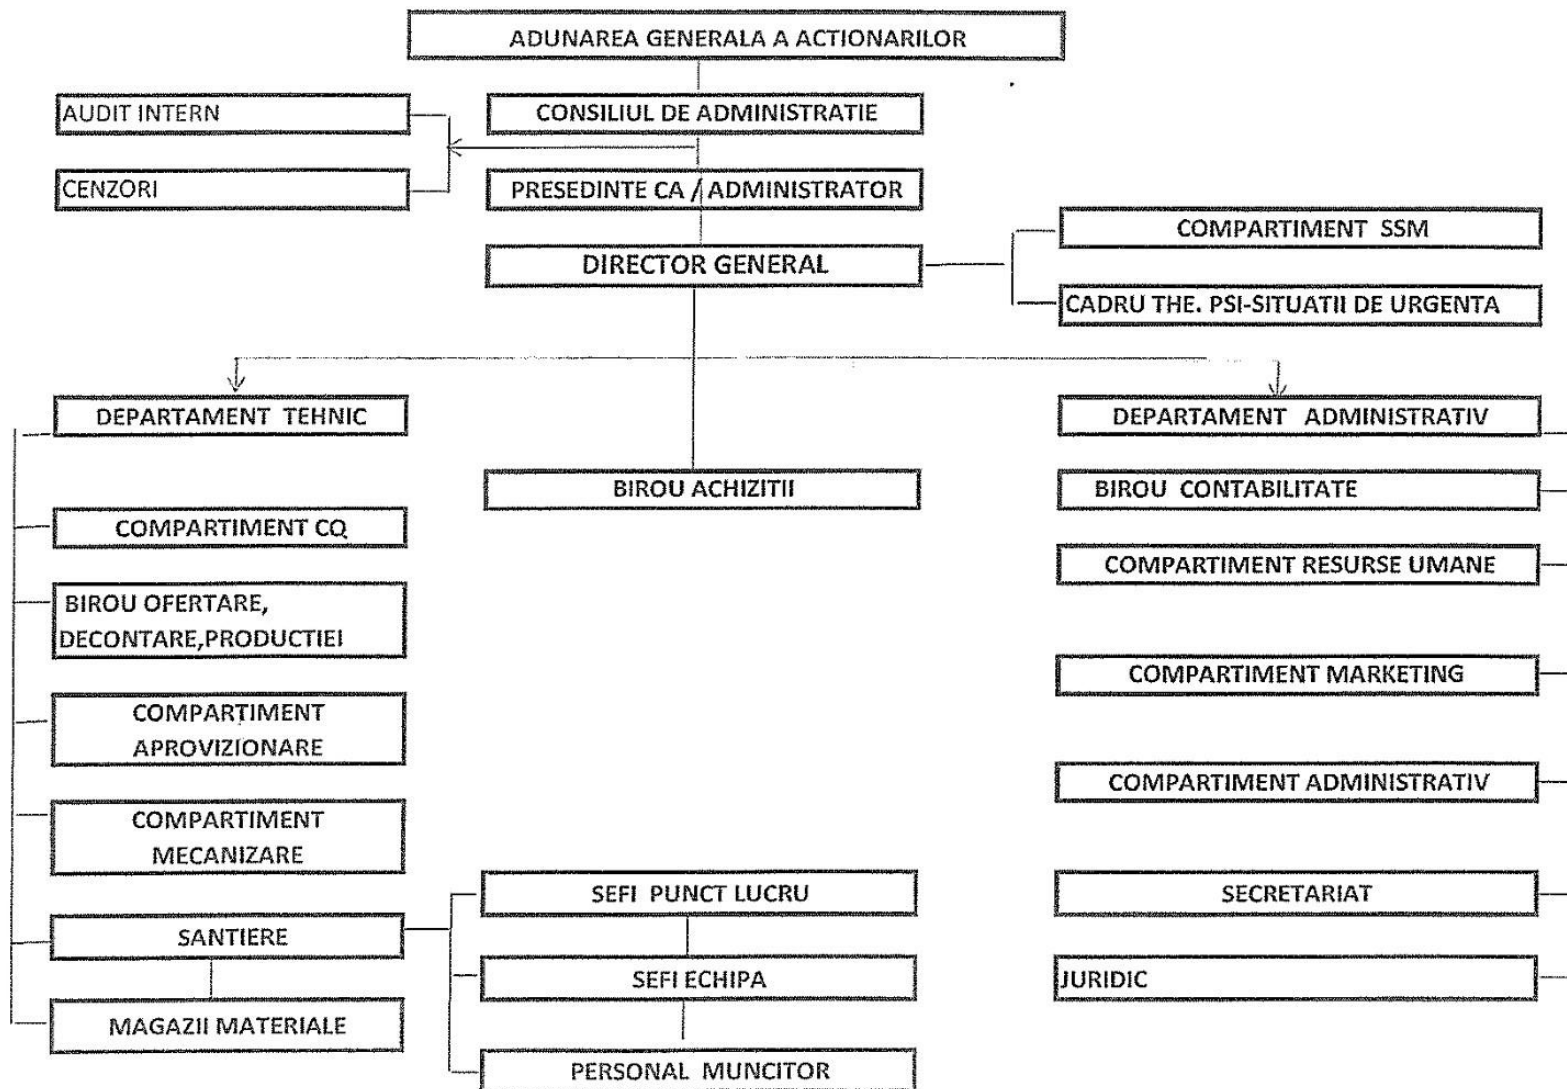 ADUNAREA GENERALA A ACTIONARILOR
AUDIT INTERN
CONSILIUL DE ADMINISTRATIE
CENZORI
PRESEDINTE CA / ADMINISTRATOR
COMPARTIMENT SSM
DIRECTOR GENERAL
CADRU THE. PSI-SITUATII DE URGENTA
DEPARTAMENT TEHNIC
DEPARTAMENT ADMINISTRATIV
BIROU ACHIZITII
BIROU CONTABILITATE
COMPARTIMENT CQ
COMPARTIMENT RESURSE UMANE
BIROU OFERTARE,
DECONTARE,PRODUCTIEI
COMPARTIMENT MARKETING
COMPARTIMENT
APROVIZIONARE
COMPARTIMENT ADMINISTRATIV
COMPARTIMENT
MECANIZARE
SEFI PUNCT LUCRU
SECRETARIAT
SANTIERE
SEFI ECHIPA
JURIDIC
MAGAZII MATERIALE
PERSONAL MUNCITOR